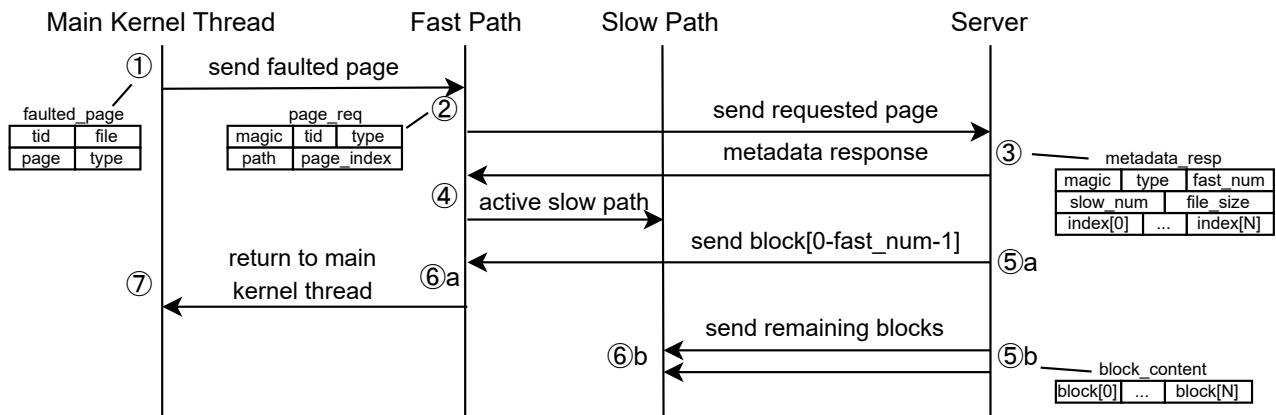 Main Kernel Thread Fast Path Slow Path Server
① send faulted page
faulted_page
tid file
page type
② page_req
magic tid type
path page_index
send requested page
metadata response
③ metadata_resp
magic type fast_num
slow_num file_size
index[0] ... index[N]
④ active slow path
send block[0-fast_num-1]
⑤a
⑥a
return to main
kernel thread
⑦
send remaining blocks
⑤b
⑥b
block_content
block[0] ... block[N]